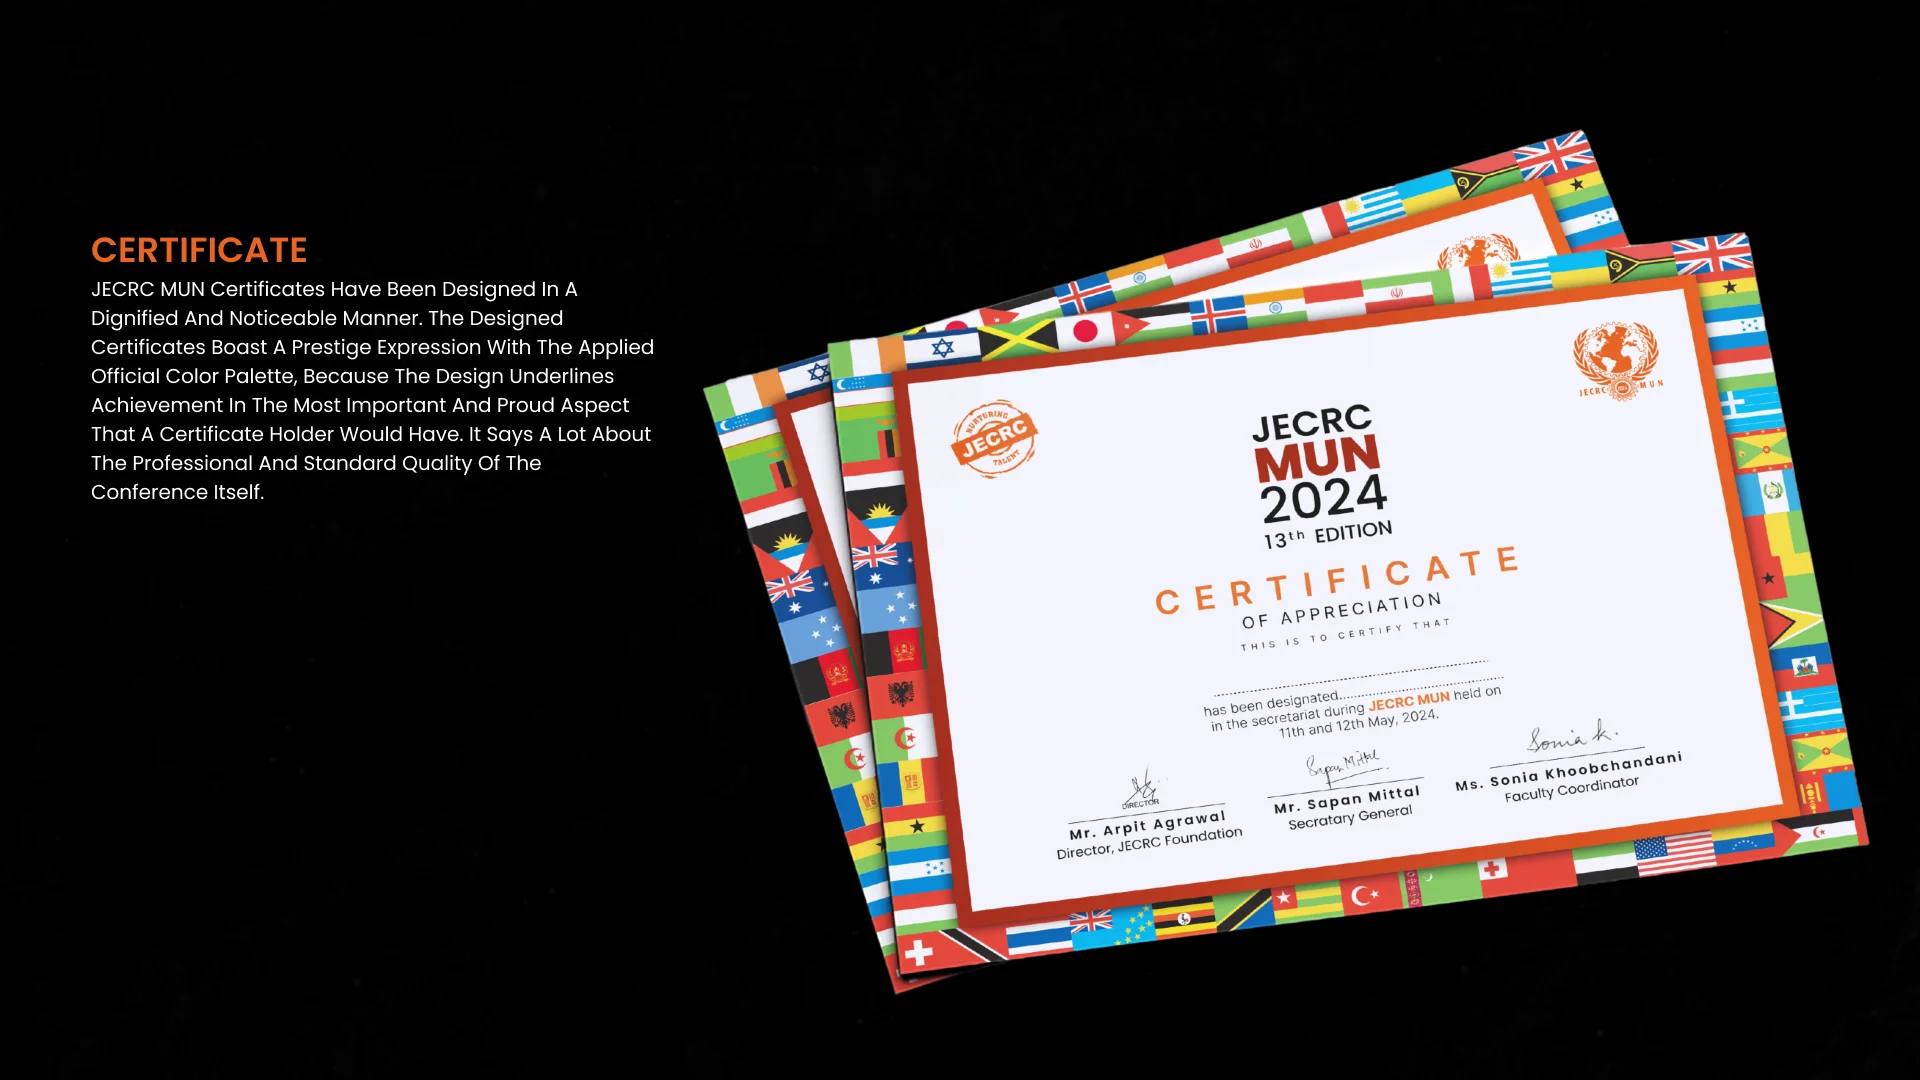 CERTIFICATE
JECRC MUN Certificates Have Been Designed In A
Dignified And Noticeable Manner. The Designed
Certificates Boast A Prestige Expression With The Applied
Official Color Palette, Because The Design Underlines
Achievement In The Most Important And Proud Aspect
That A Certificate Holder Would Have. It Says A Lot About
The Professional And Standard Quality Of The
Conference Itself.
NURTURING
JECRC
TALENT
JECRC 2024 MUN
JECRC
MUN
2024
13th EDITION
CERTIFICATE
OF APPRECIATION
THIS IS TO CERTIFY THAT
has been designated
in the secretariat during JECRC MUN held on
11th and 12th May, 2024.
DIRECTOR
Mr. Arpit Agrawal
Director, JECRC Foundation
Sapan Mittal
Mr. Sapan Mittal
Secratary General
Sonia K.
Ms. Sonia Khoobchandani
Faculty Coordinator